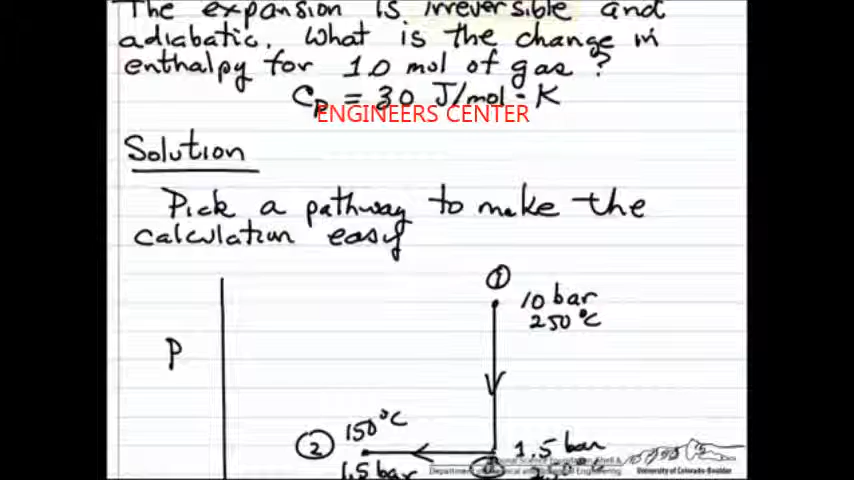 The expansion is irreversible and
adiabatic. What is the change in
enthalpy for 10 mol of gas?
Cp = 30 J/mol-K
ENGINEERS CENTER
Solution
Pick a pathway to make the
calculation easy
①
10 bar
250°C
P
150°C
②
1.5 bar
1.5 bar
University of Colorado-Boulder